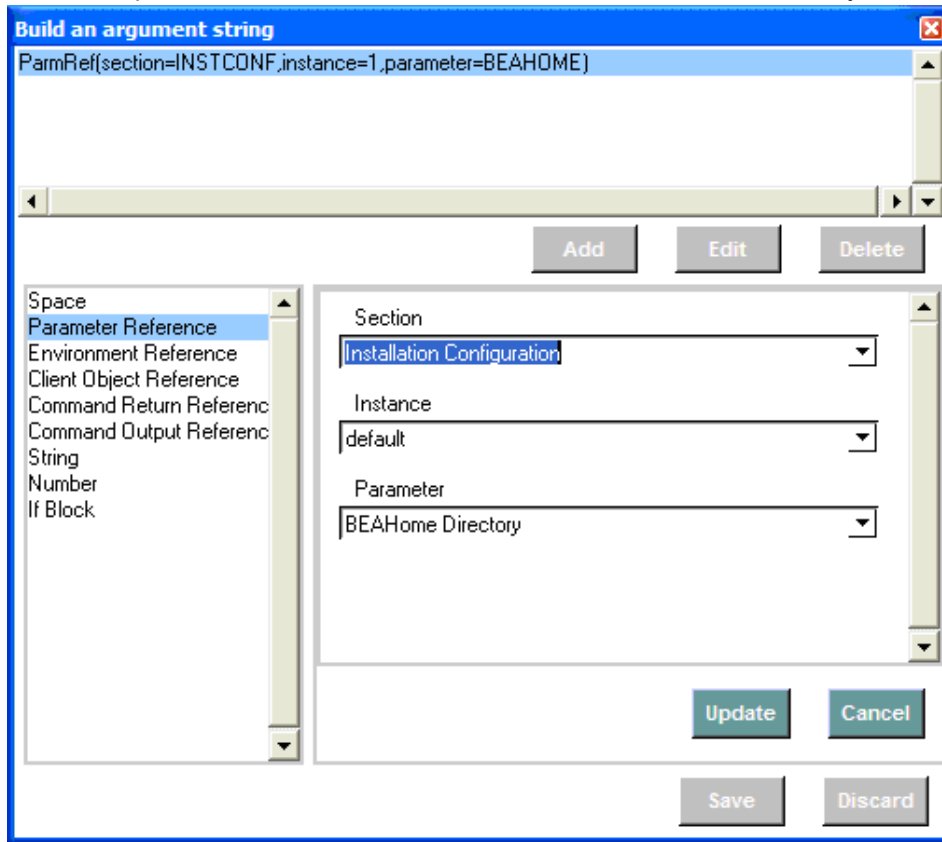 Build an argument string
ParmRef(section=INSTCONF,instance=1,parameter=BEAHOME)
Add Edit Delete
Space
Parameter Reference
Environment Reference
Client Object Reference
Command Return Referenc
Command Output Referenc
String
Number
If Block
Section
Installation Configuration
Instance
default
Parameter
BEAHome Directory
Update Cancel
Save Discard